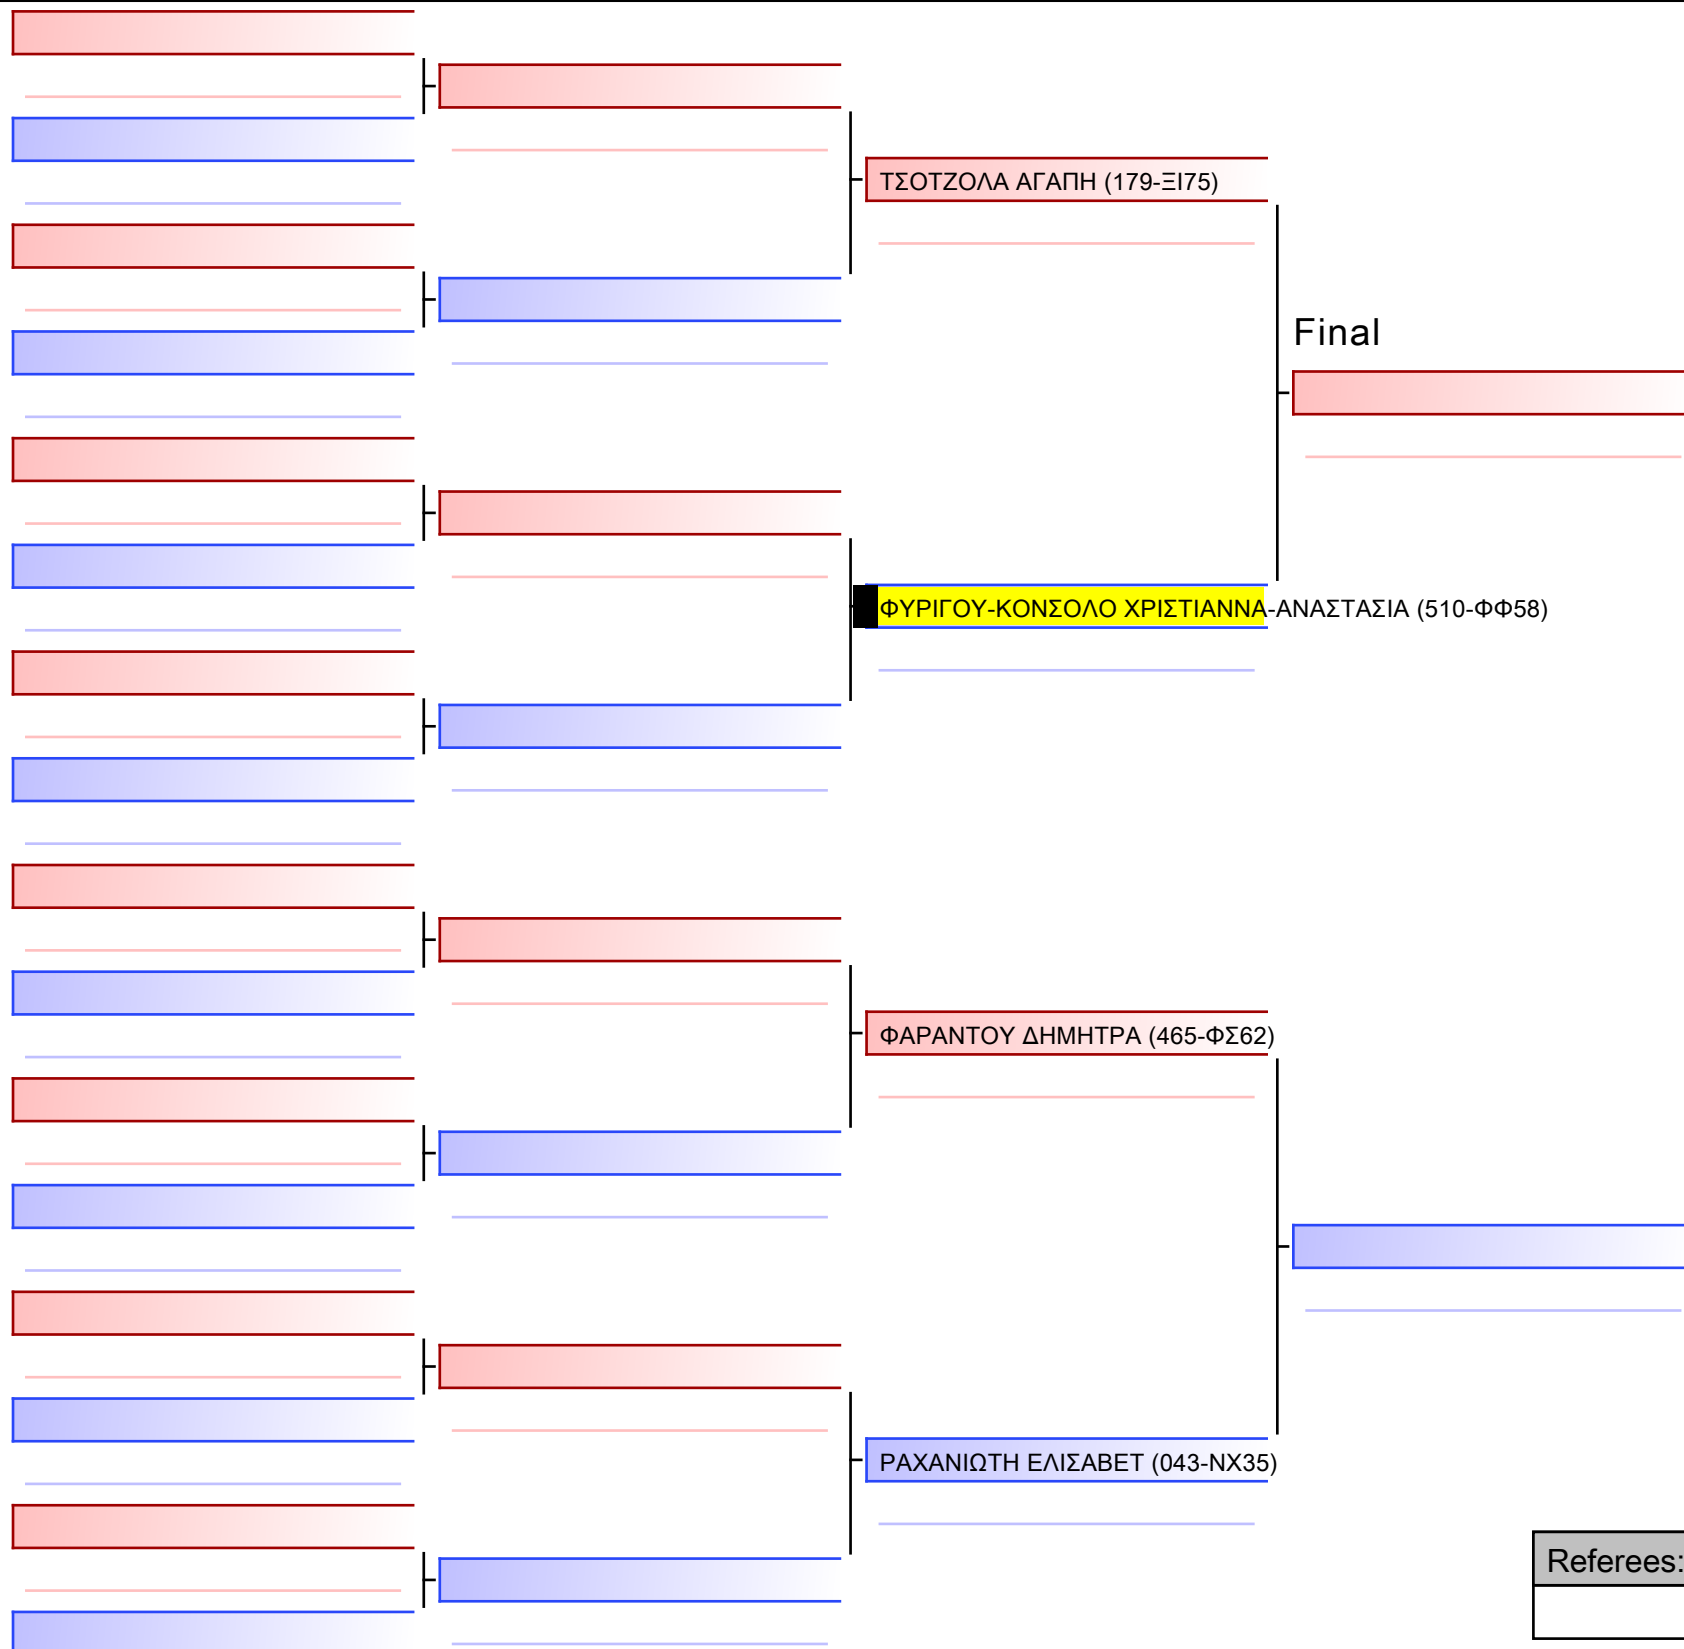 ΤΣΟΤΖΟΛΑ ΑΓΑΠΗ (179-ΞΙ75)
Final
ΦΥΡΙΓΟΥ-ΚΟΝΣΟΛΟ ΧΡΙΣΤΙΑΝΝΑ-ΑΝΑΣΤΑΣΙΑ (510-ΦΦ58)
ΦΑΡΑΝΤΟΥ ΔΗΜΗΤΡΑ (465-ΦΣ62)
ΡΑΧΑΝΙΩΤΗ ΕΛΙΣΑΒΕΤ (043-ΝΧ35)
Referees: